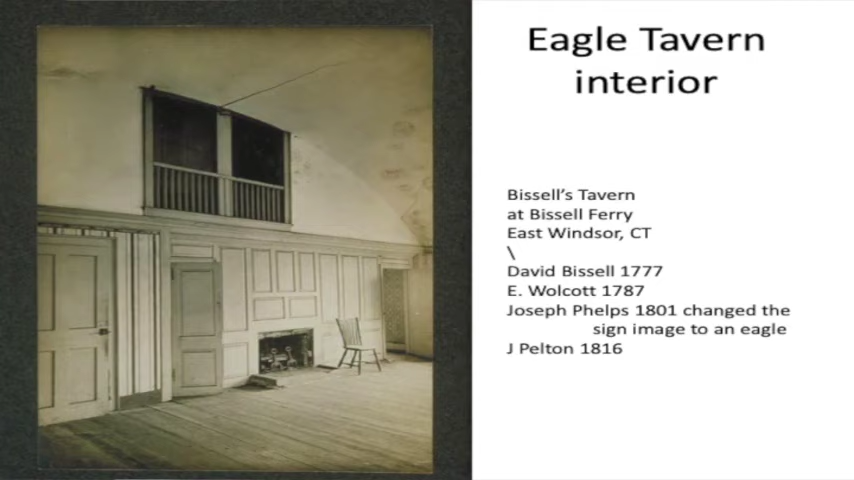 Eagle Tavern
interior
Bissell's Tavern
at Bissell Ferry
East Windsor, CT
\
David Bissell 1777
E. Wolcott 1787
Joseph Phelps 1801 changed the
sign image to an eagle
J Pelton 1816